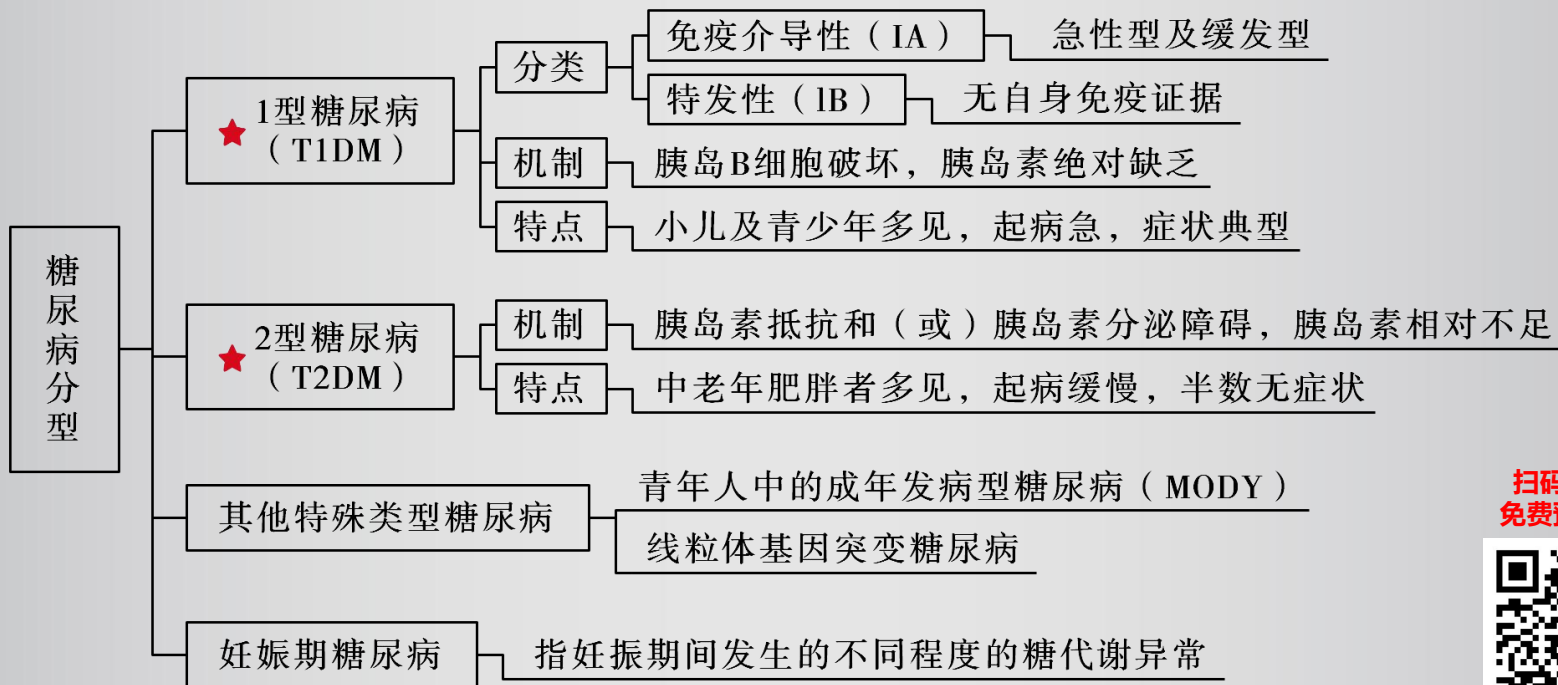 糖尿病分型
★ 1型糖尿病
（T1DM）
分类
免疫介导性（IA）
急性型及缓发型
特发性（1B）
无自身免疫证据
机制
胰岛B细胞破坏，胰岛素绝对缺乏
特点
小儿及青少年多见，起病急，症状典型
★ 2型糖尿病
（T2DM）
机制
胰岛素抵抗和（或）胰岛素分泌障碍，胰岛素相对不足
特点
中老年肥胖者多见，起病缓慢，半数无症状
其他特殊类型糖尿病
青年人中的成年发病型糖尿病（MODY）
线粒体基因突变糖尿病
妊娠期糖尿病
指妊振期间发生的不同程度的糖代谢异常
扫码
免费